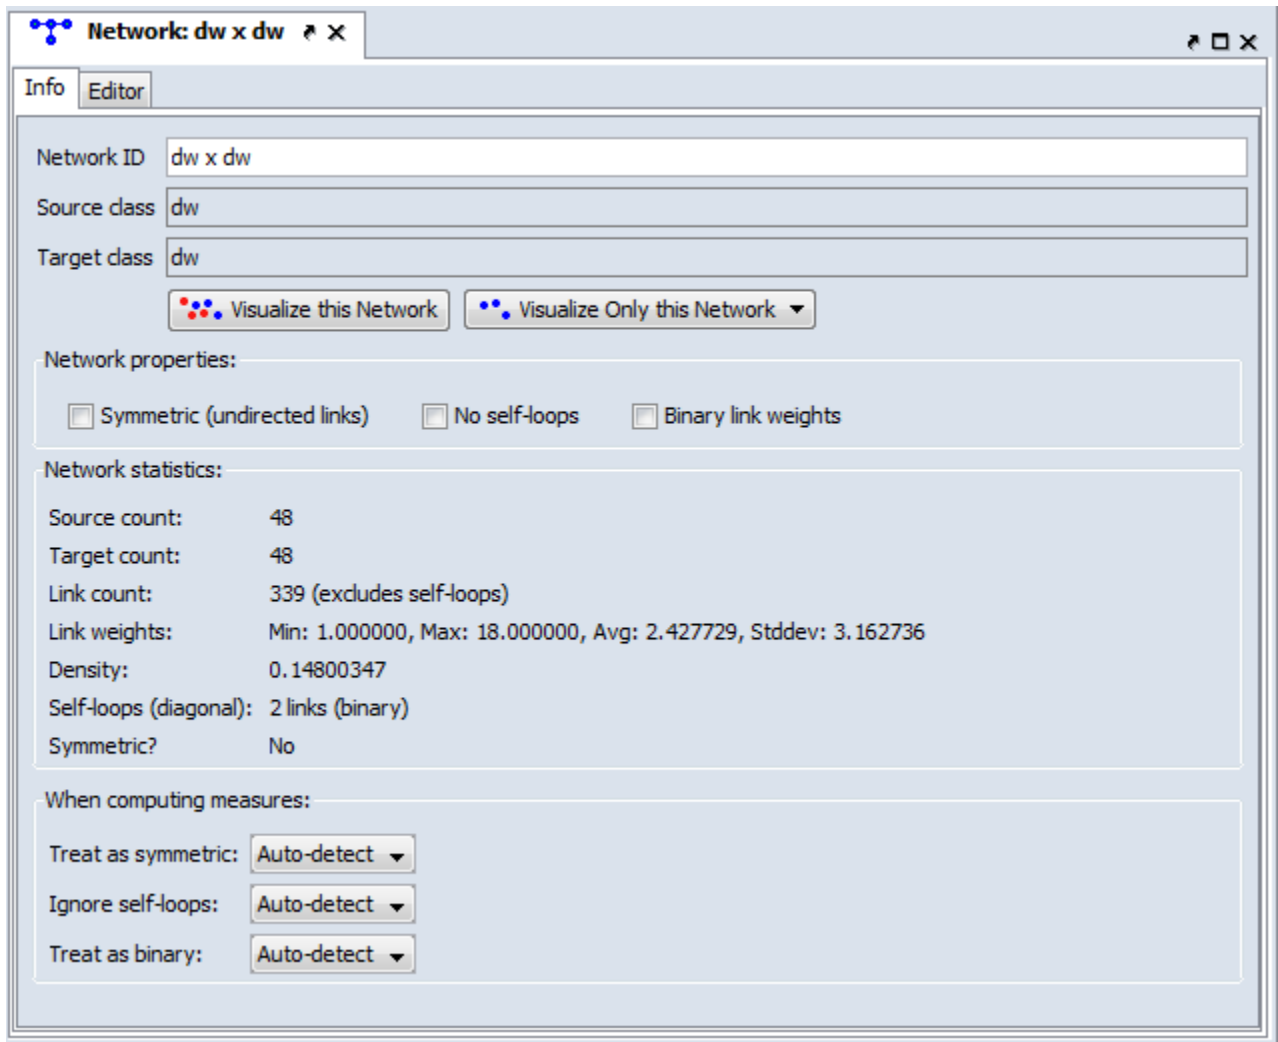 Network: dw x dw
Info Editor
Network ID dw x dw
Source class dw
Target class dw
Visualize this Network Visualize Only this Network
Network properties:
Symmetric (undirected links) No self-loops Binary link weights
Network statistics:
Source count: 48
Target count: 48
Link count: 339 (excludes self-loops)
Link weights: Min: 1.000000, Max: 18.000000, Avg: 2.427729, Stddev: 3.162736
Density: 0.14800347
Self-loops (diagonal): 2 links (binary)
Symmetric? No
When computing measures:
Treat as symmetric: Auto-detect
Ignore self-loops: Auto-detect
Treat as binary: Auto-detect